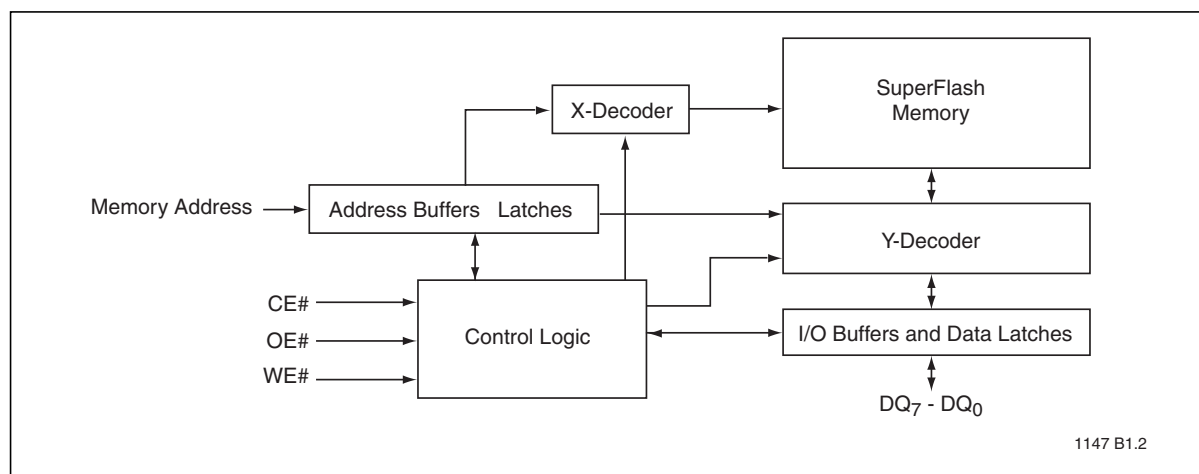 SuperFlash
Memory
X-Decoder
Memory Address
Address Buffers Latches
Y-Decoder
CE#
OE#
WE#
Control Logic
I/O Buffers and Data Latches
DQ7 - DQ0
1147 B1.2